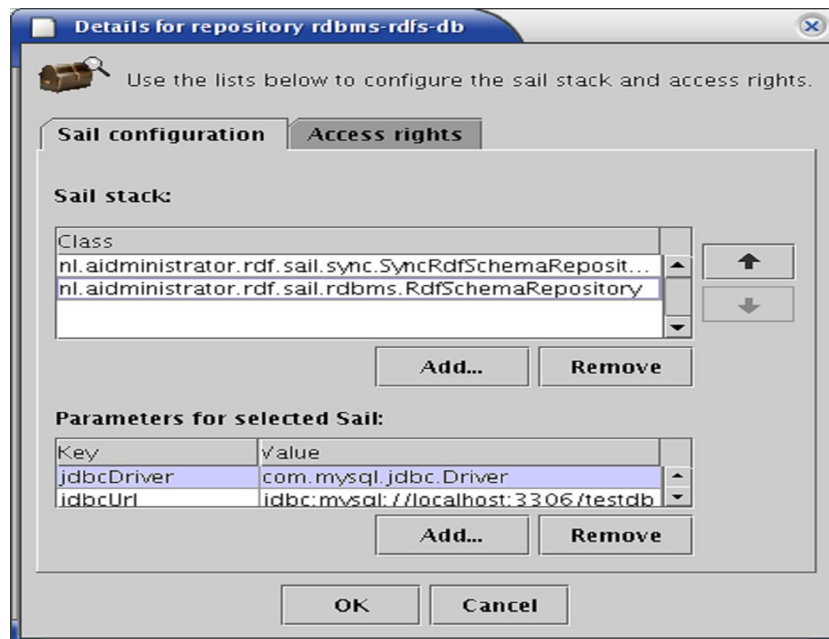 Details for repository rdbms-rdfs-db
Use the lists below to configure the sail stack and access rights.
Sail configuration
Access rights
Sail stack:
Class
nl.aidministrator.rdf.sail.sync.SyncRdfSchemaReposit...
nl.aidministrator.rdf.sail.rdbms.RdfSchemaRepository
Add...
Remove
Parameters for selected Sail:
Key Value
jdbcDriver com.mysql.jdbc.Driver
jdbcUrl jdbc:mysql://localhost:3306/testdb
Add...
Remove
OK
Cancel